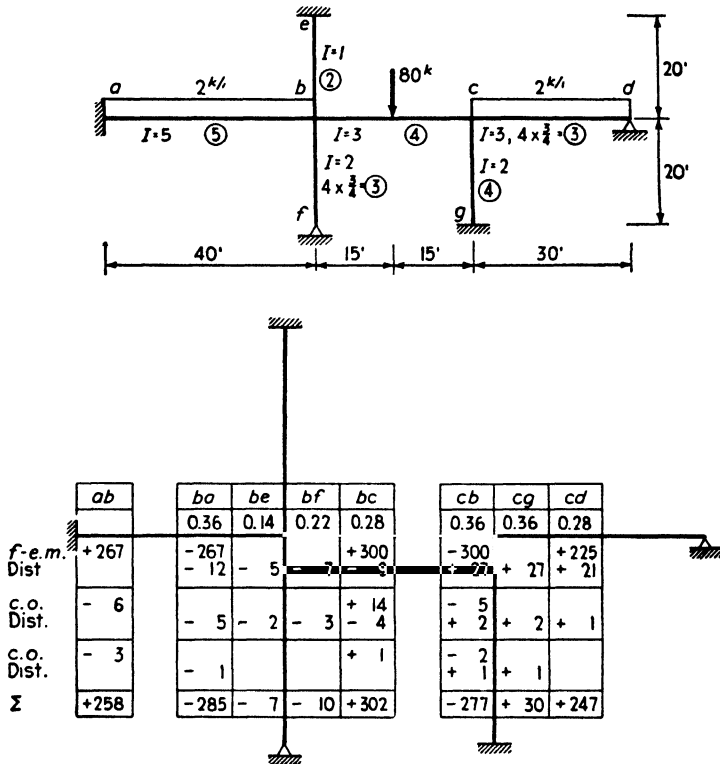 e
I=1
②
80ᵏ
20'
a 2ᵏ/' b
c 2ᵏ/' d
I=5 ⑤ I=3 ④ I=3, 4 x 3/4 = ③
I=2
4 x 3/4 = ③
I=2
④
20'
f
g
40' 15' 15' 30'
ab ba be bf bc cb cg cd
0.36 0.14 0.22 0.28 0.36 0.36 0.28
f-e.m. +267 - 267 +300 - 300 +225
Dist - 12 - 5 - 7 - 9 + 27 + 27 + 21
c.o. - 6 + 14 - 5
Dist. - 5 - 2 - 3 - 4 + 2 + 2 + 1
c.o. - 3 + 1 - 2
Dist. - 1 + 1 + 1
Σ +258 - 285 - 7 - 10 +302 - 277 + 30 +247